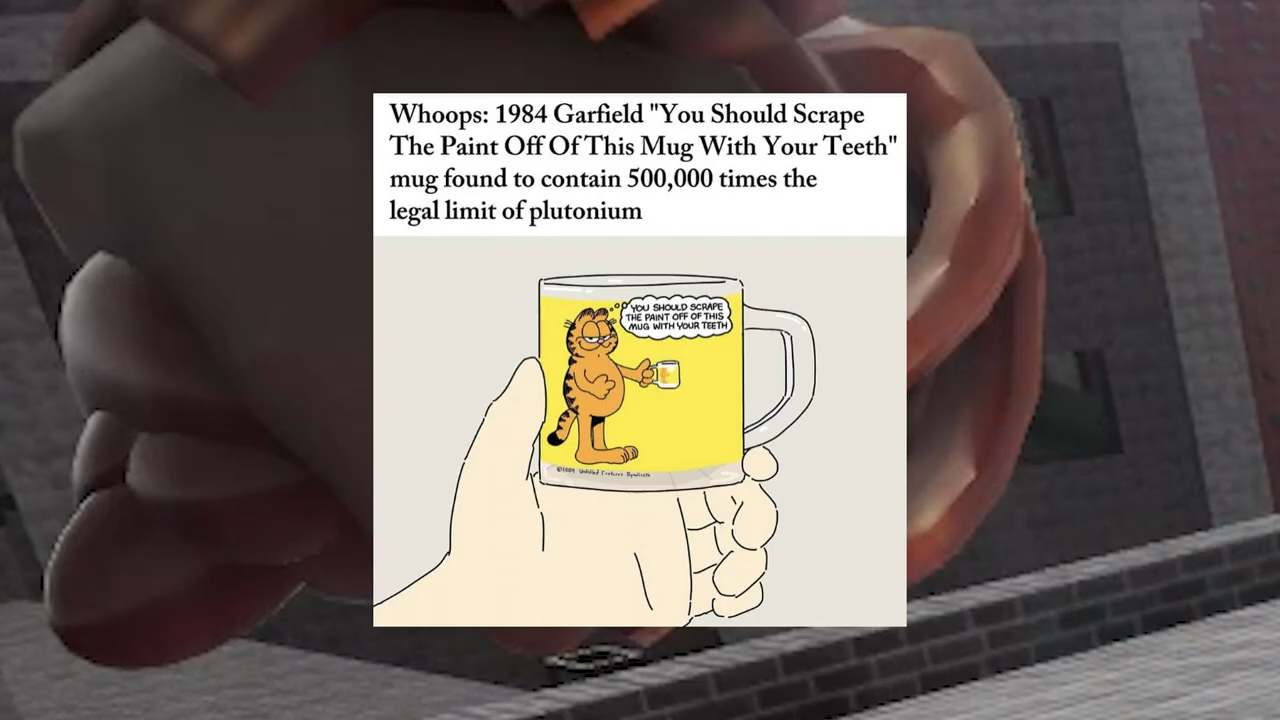 Whoops: 1984 Garfield "You Should Scrape
The Paint Off Of This Mug With Your Teeth"
mug found to contain 500,000 times the
legal limit of plutonium
YOU SHOULD SCRAPE
THE PAINT OFF OF THIS
MUG WITH YOUR TEETH